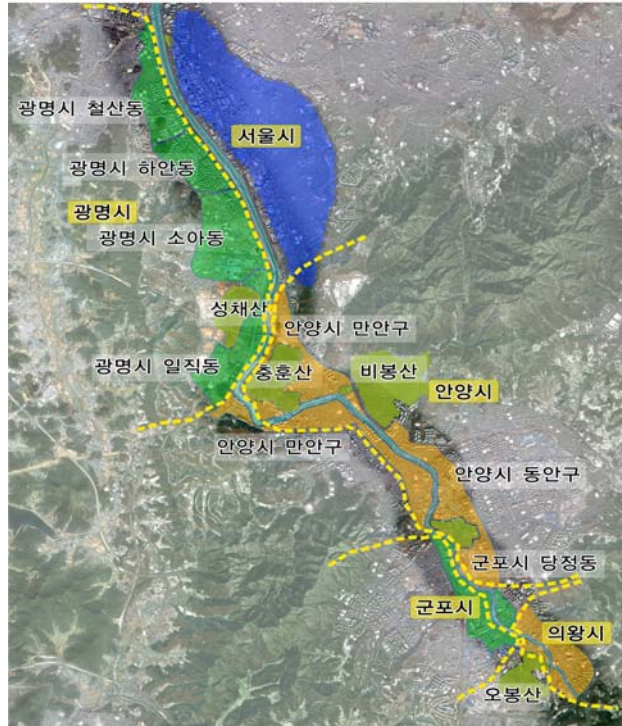 광명시 철산동
서울시
광명시 하안동
광명시
광명시 소아동
성채산
안양시 만안구
광명시 일직동
충훈산
비봉산
안양시
안양시 만안구
안양시 동안구
군포시 당정동
군포시
의왕시
오봉산